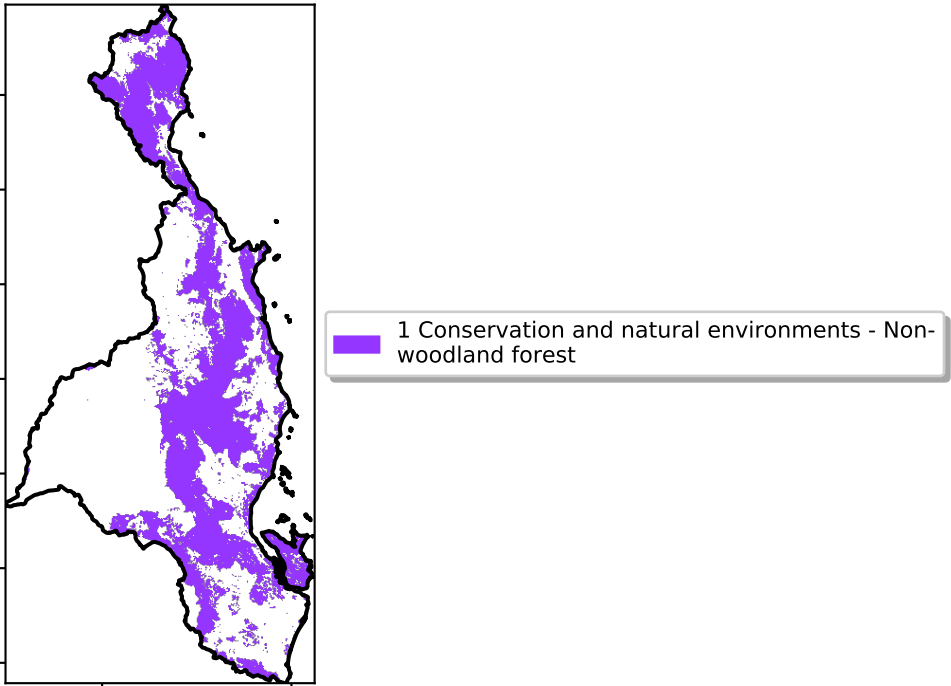 1 Conservation and natural environments - Non-
woodland forest